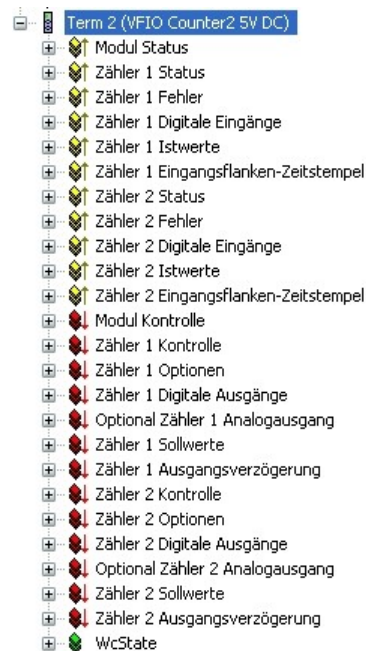 Term 2 (VFIO Counter2 5V DC)
Modul Status
Zähler 1 Status
Zähler 1 Fehler
Zähler 1 Digitale Eingänge
Zähler 1 Istwerte
Zähler 1 Eingangsflanken-Zeitstempel
Zähler 2 Status
Zähler 2 Fehler
Zähler 2 Digitale Eingänge
Zähler 2 Istwerte
Zähler 2 Eingangsflanken-Zeitstempel
Modul Kontrolle
Zähler 1 Kontrolle
Zähler 1 Optionen
Zähler 1 Digitale Ausgänge
Optional Zähler 1 Analogausgang
Zähler 1 Sollwerte
Zähler 1 Ausgangsverzögerung
Zähler 2 Kontrolle
Zähler 2 Optionen
Zähler 2 Digitale Ausgänge
Optional Zähler 2 Analogausgang
Zähler 2 Sollwerte
Zähler 2 Ausgangsverzögerung
WcState